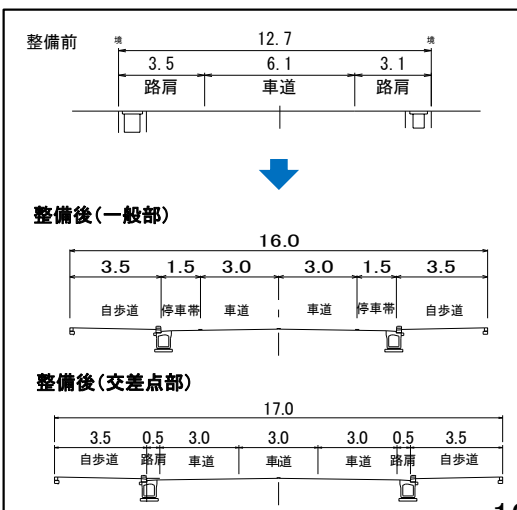 整備前
境 12.7 境
3.5 6.1 3.1
路肩 車道 路肩
整備後(一般部)
16.0
3.5 1.5 3.0 3.0 1.5 3.5
自歩道 停車帯 車道 車道 停車帯 自歩道
整備後(交差点部)
17.0
3.5 0.5 3.0 3.0 3.0 0.5 3.5
自歩道 路肩 車道 車道 車道 路肩 自歩道